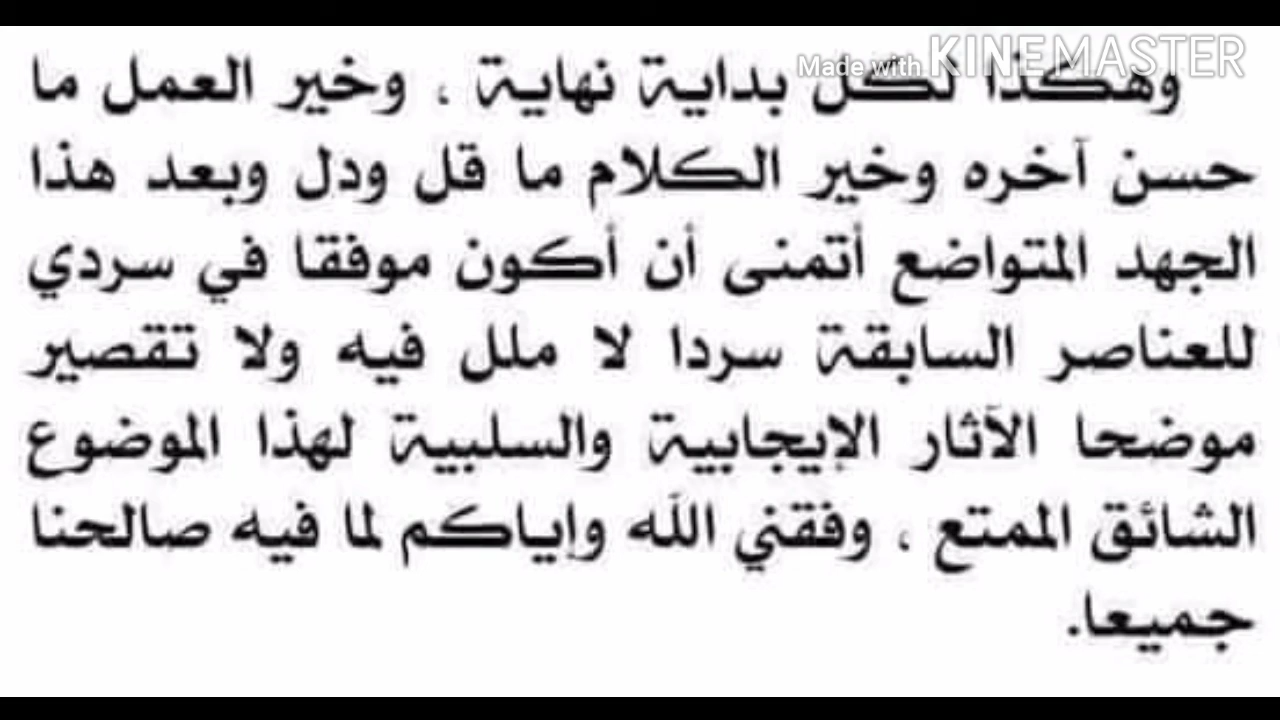 Made with KINEMASTER
وهكذا لكل بداية نهاية ، وخير العمل ما
حسن آخره وخير الكلام ما قل ودل وبعد هذا
الجهد المتواضع أتمنى أن أكون موفقا في سردي
للعناصر السابقة سردا لا ملل فيه ولا تقصير
موضحا الآثار الإيجابية والسلبية لهذا الموضوع
الشائق الممتع ، وفقني الله وإياكم لما فيه صالحنا
جميعا.